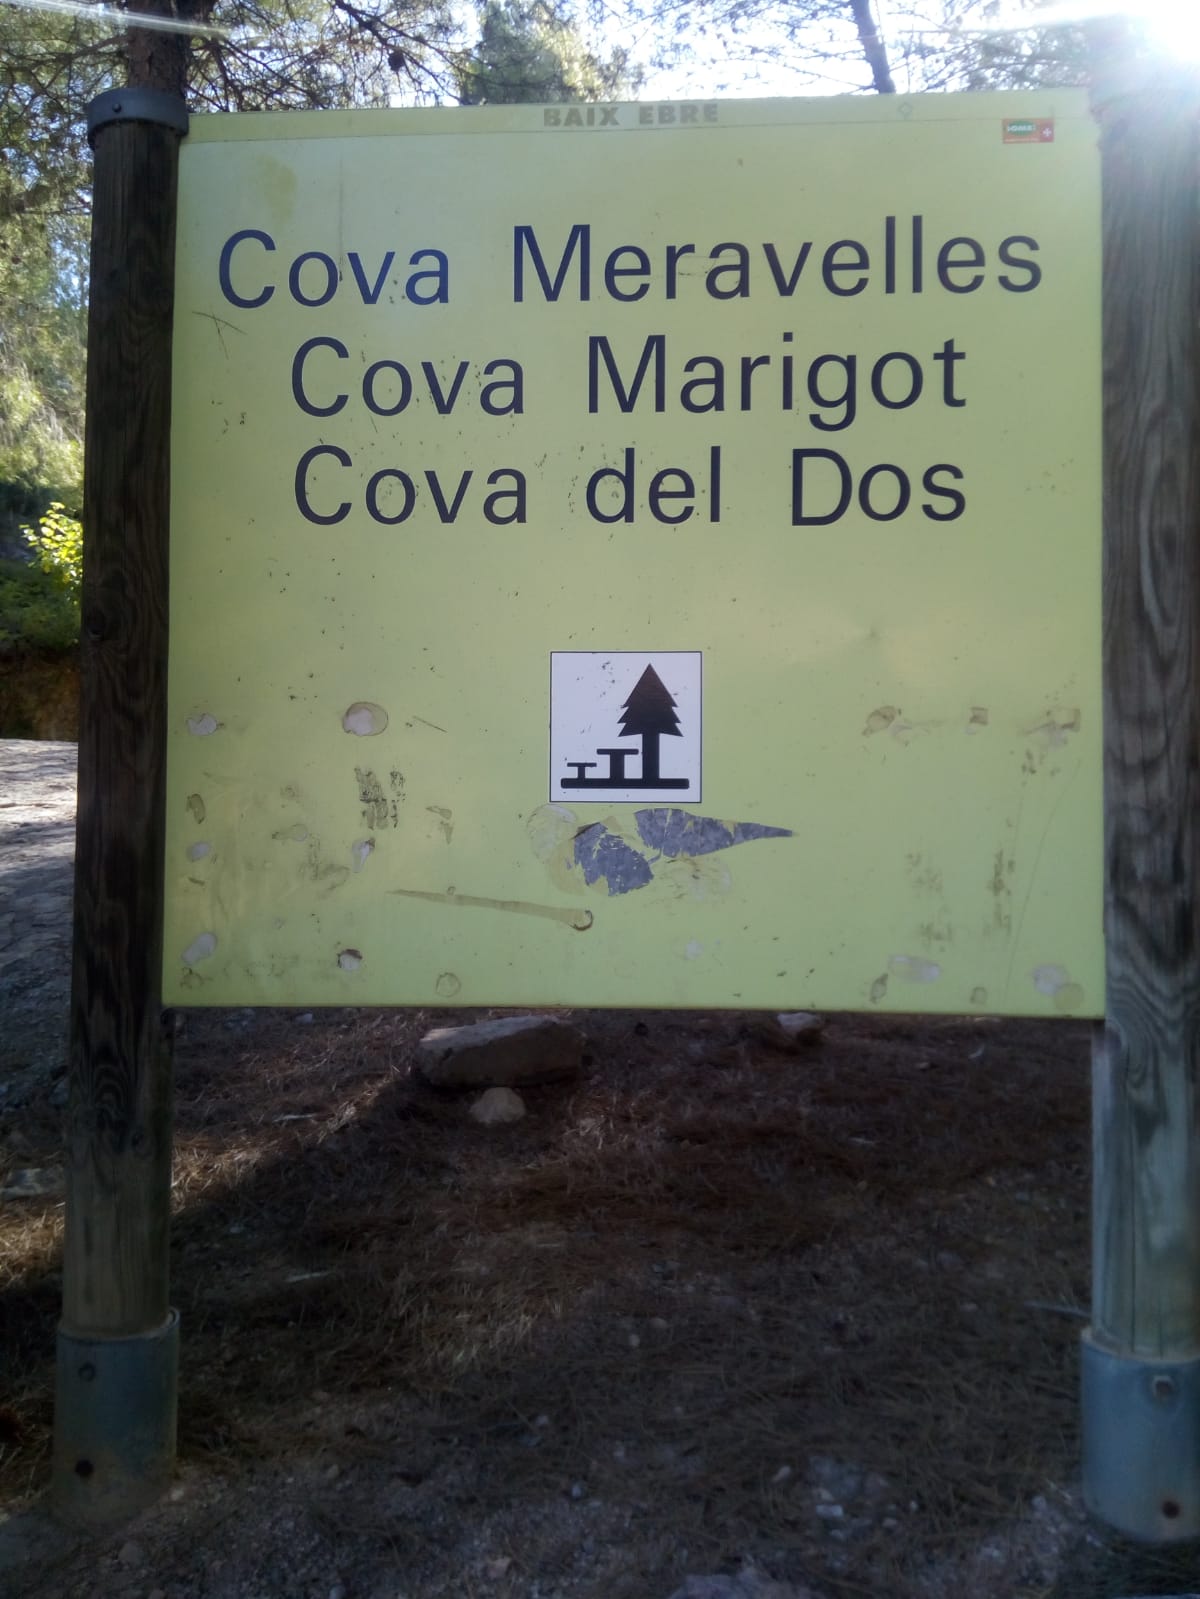 BAIX EBRE
Cova Meravelles
Cova Marigot
Cova del Dos